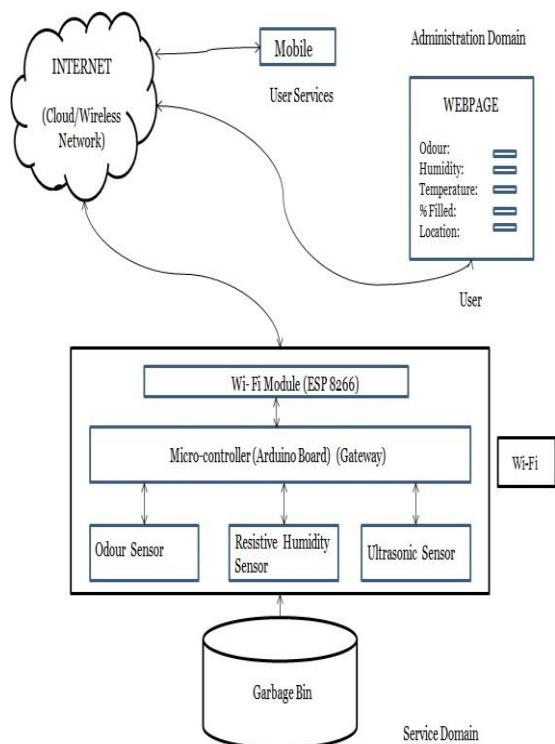 INTERNET
(Cloud/Wireless
Network)
Mobile
User Services
Administration Domain
WEBPAGE
Odour:
Humidity:
Temperature:
% Filled:
Location:
User
Wi- Fi Module (ESP 8266)
Micro-controller (Arduino Board) (Gateway)
Wi-Fi
Odour Sensor
Resistive Humidity
Sensor
Ultrasonic Sensor
Garbage Bin
Service Domain